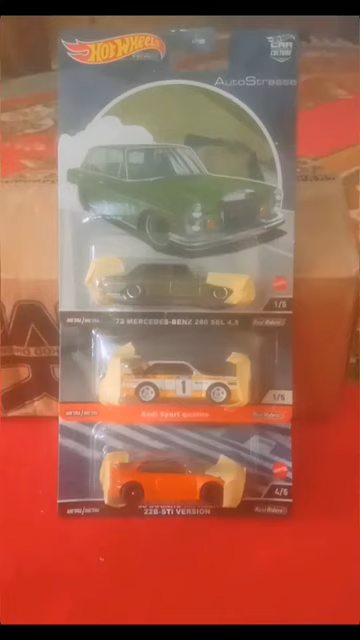 HOT WHEELS
CAR
CULTURE
AutoStrasse
METAL/METAL
'72 MERCEDES-BENZ 280 SEL 4.5
Real Riders
1/5
1
METAL/METAL
Audi Sport quattro
Real Riders
1/5
METAL/METAL
22B-STI VERSION
Real Riders
4/5